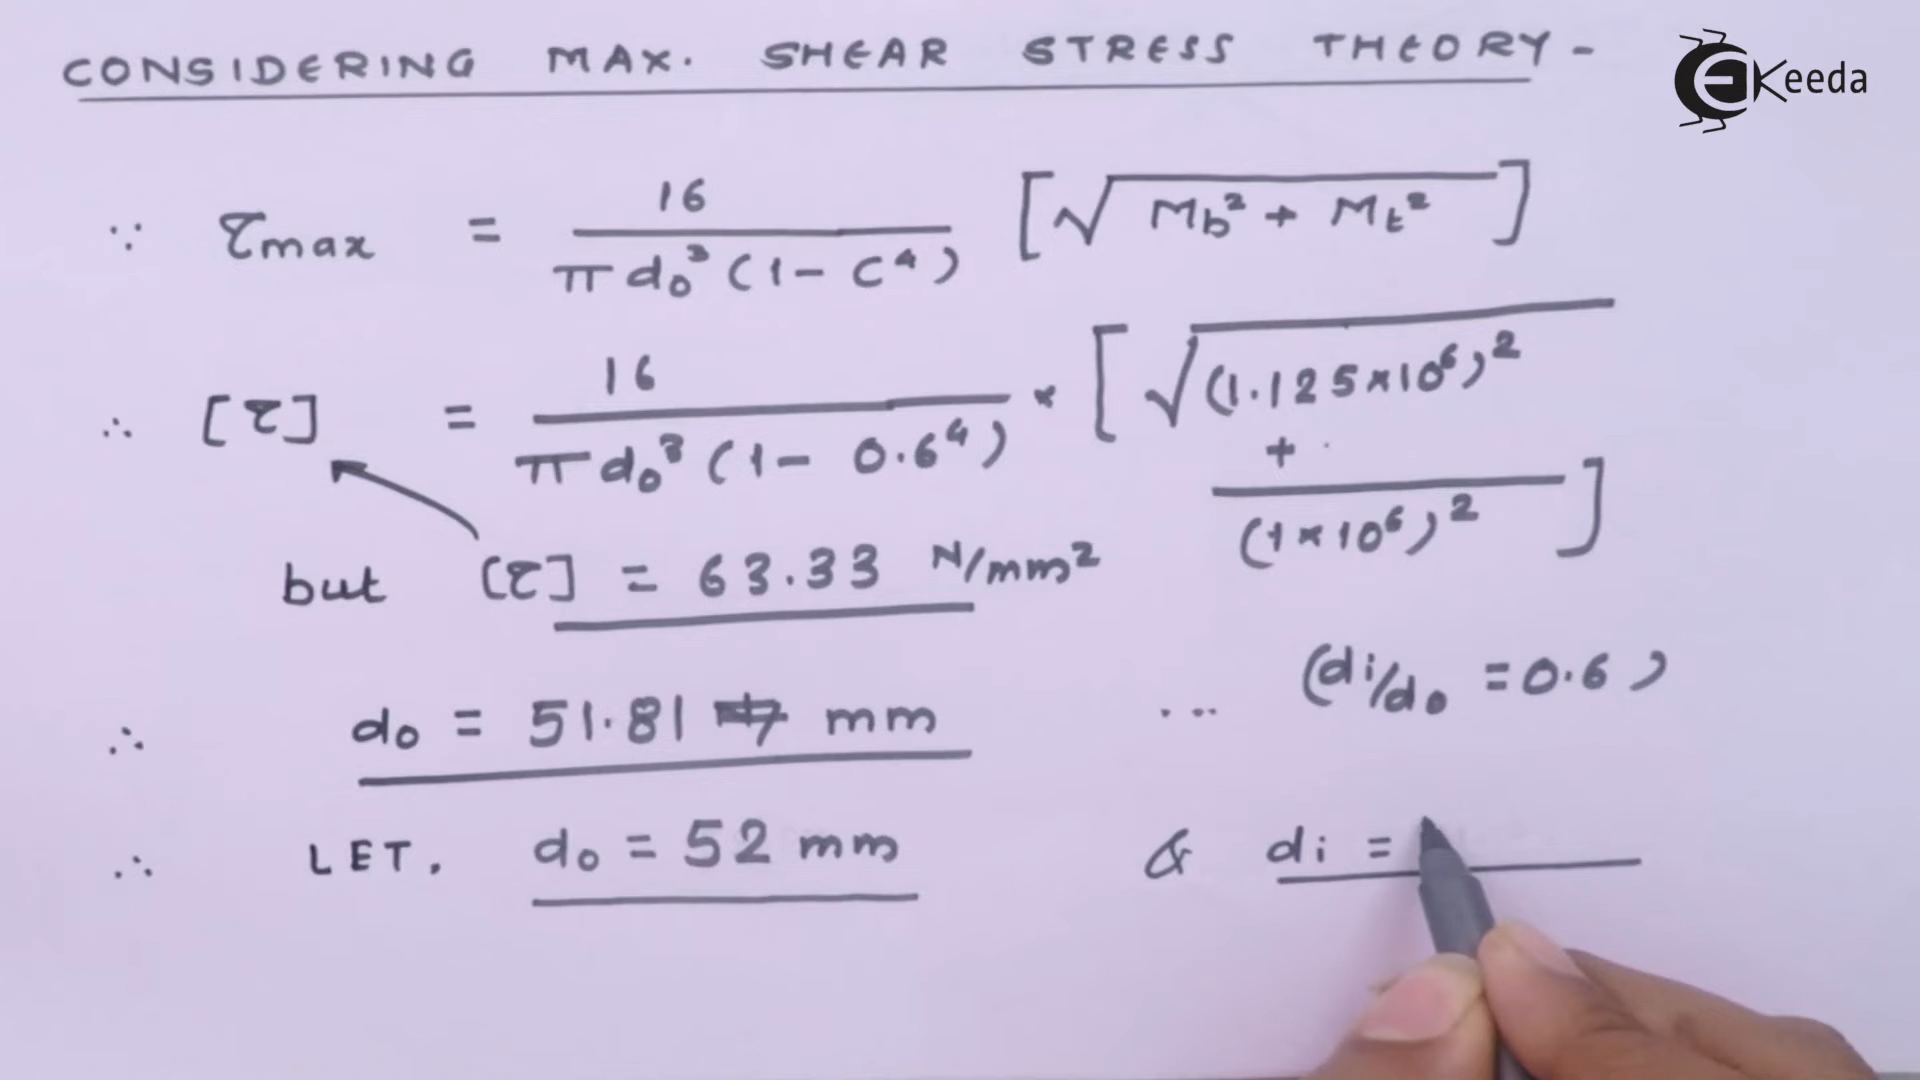 CONSIDERING MAX. SHEAR STRESS THEORY -
Keeda
∵ τmax = 16 / π do³ (1 - C⁴) [√ Mb² + Mt² ]
∴ [τ] = 16 / π do³ (1 - 0.6⁴) × [√ (1.125×10⁶)²
+
(1×10⁶)² ]
but [τ] = 63.33 N/mm²
∴ do = 51.81 mm ... (di/do = 0.6)
∴ LET, do = 52 mm & di =